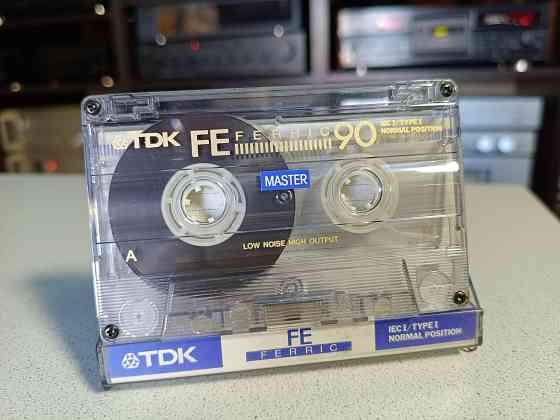 TDK FE FERRIC 90 IEC I/TYPE I
NORMAL POSITION
MASTER
LOW NOISE HIGH OUTPUT
A
TDK FE FERRIC IEC I/TYPE I
NORMAL POSITION